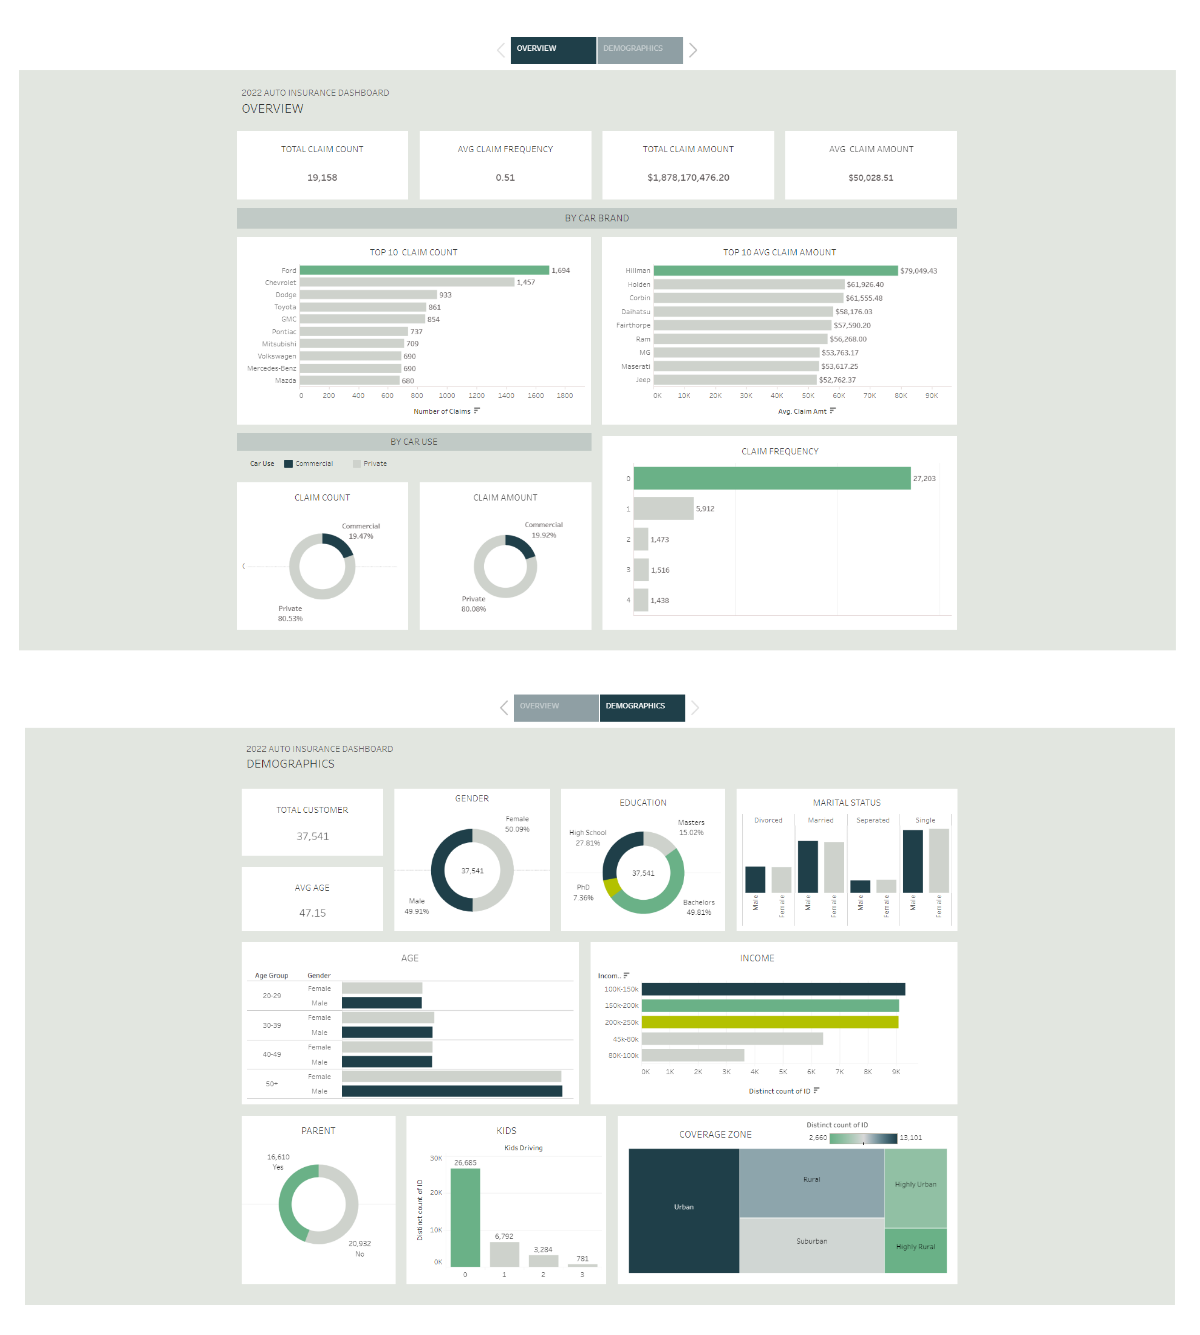 OVERVIEW
DEMOGRAPHICS
2022 AUTO INSURANCE DASHBOARD
OVERVIEW
TOTAL CLAIM COUNT
19,158
AVG CLAIM FREQUENCY
0.51
TOTAL CLAIM AMOUNT
$1,878,170,476.20
AVG CLAIM AMOUNT
$50,028.51
BY CAR BRAND
TOP 10 CLAIM COUNT
Ford 1,694
Chevrolet 1,457
Dodge 933
Toyota 861
GMC 854
Pontiac 737
Mitsubishi 709
Volkswagen 690
Mercedes-Benz 690
Mazda 680
0 200 400 600 800 1000 1200 1400 1600 1800
Number of Claims
TOP 10 AVG CLAIM AMOUNT
Hillman $79,049.43
Holden $61,926.40
Corbin $61,555.48
Daihatsu $58,176.03
Fairthorpe $57,590.20
Ram $56,268.00
MG $53,763.17
Maserati $53,617.25
Jeep $52,762.37
0K 10K 20K 30K 40K 50K 60K 70K 80K 90K
Avg. Claim Amt
BY CAR USE
Car Use Commercial Private
CLAIM COUNT
Commercial
19.47%
Private
80.53%
CLAIM AMOUNT
Commercial
19.92%
Private
80.08%
CLAIM FREQUENCY
0 27,203
1 5,912
2 1,473
3 1,516
4 1,438
OVERVIEW
DEMOGRAPHICS
2022 AUTO INSURANCE DASHBOARD
DEMOGRAPHICS
TOTAL CUSTOMER
37,541
AVG AGE
47.15
GENDER
Female
50.09%
37,541
Male
49.91%
EDUCATION
Masters
15.02%
High School
27.81%
37,541
PhD
7.36%
Bachelors
49.81%
MARITAL STATUS
Divorced Married Seperated Single
Male Female Male Female Male Female Male Female
AGE
Age Group Gender
20-29
Female
Male
30-39
Female
Male
40-49
Female
Male
50+
Female
Male
INCOME
Incom..
100K-150k
150k-200k
200k-250k
45k-80k
80K-100k
0K 1K 2K 3K 4K 5K 6K 7K 8K 9K
Distinct count of ID
PARENT
16,610
Yes
20,932
No
KIDS
Kids Driving
Distinct count of ID
30K
20K
10K
0K
26,685
6,792
3,284
781
0 1 2 3
COVERAGE ZONE
Distinct count of ID
2,660 13,101
Urban
Rural
Suburban
Highly Urban
Highly Rural